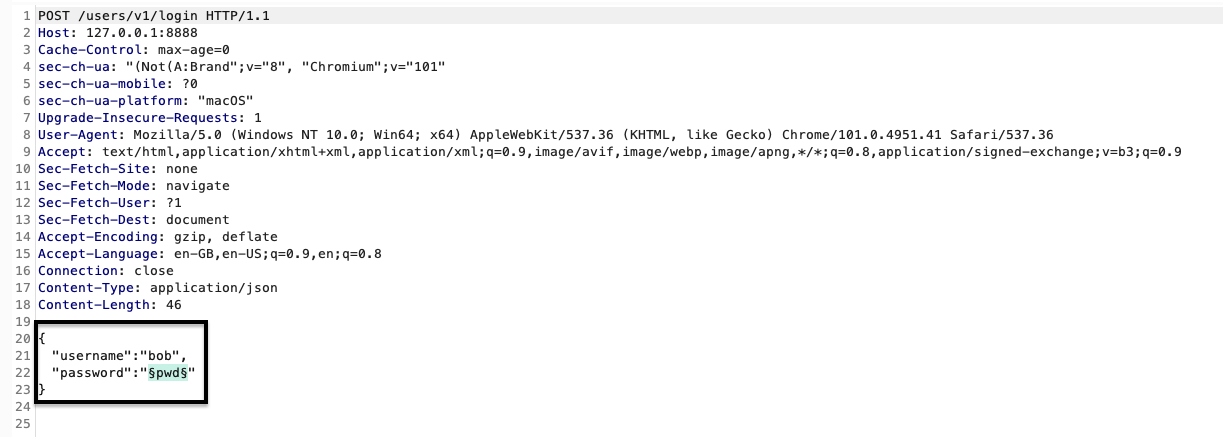 1 POST /users/v1/login HTTP/1.1
2 Host: 127.0.0.1:8888
3 Cache-Control: max-age=0
4 sec-ch-ua: "(Not(A:Brand";v="8", "Chromium";v="101"
5 sec-ch-ua-mobile: ?0
6 sec-ch-ua-platform: "macOS"
7 Upgrade-Insecure-Requests: 1
8 User-Agent: Mozilla/5.0 (Windows NT 10.0; Win64; x64) AppleWebKit/537.36 (KHTML, like Gecko) Chrome/101.0.4951.41 Safari/537.36
9 Accept: text/html,application/xhtml+xml,application/xml;q=0.9,image/avif,image/webp,image/apng,*/*;q=0.8,application/signed-exchange;v=b3;q=0.9
10 Sec-Fetch-Site: none
11 Sec-Fetch-Mode: navigate
12 Sec-Fetch-User: ?1
13 Sec-Fetch-Dest: document
14 Accept-Encoding: gzip, deflate
15 Accept-Language: en-GB,en-US;q=0.9,en;q=0.8
16 Connection: close
17 Content-Type: application/json
18 Content-Length: 46
19
20 {
21 "username":"bob",
22 "password":"§pwd§"
23 }
24
25